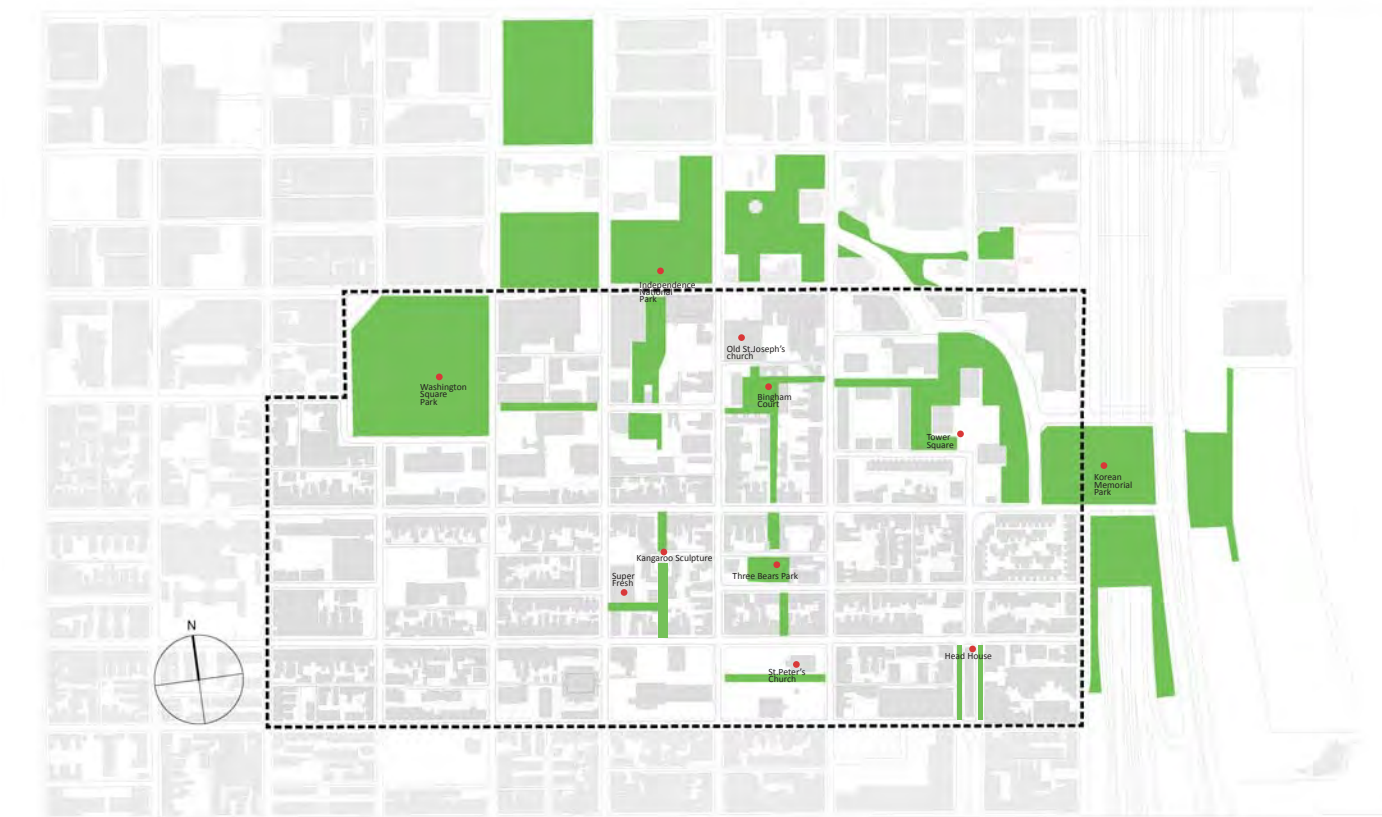 Independence
National
Park
Old St.Joseph's
church
Washington
Square
Park
Bingham
Court
Tower
Square
Korean
Memorial
Park
Kangaroo Sculpture
Super
Fresh
Three Bears Park
N
Head House
St.Peter's
Church